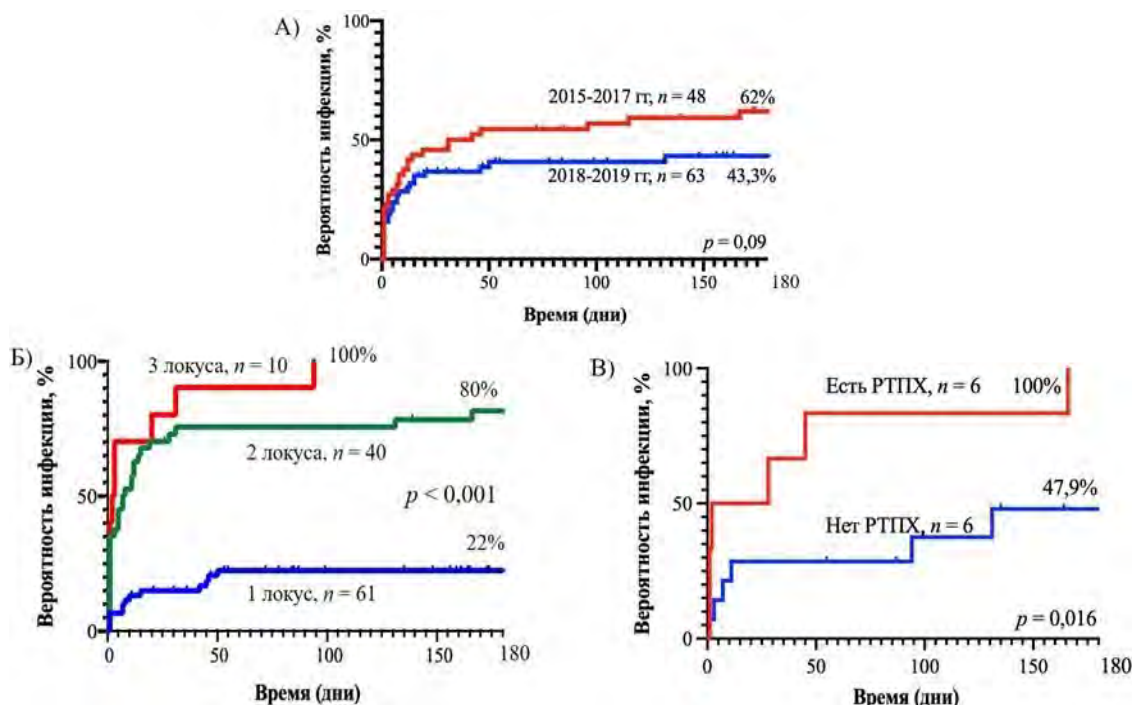 А)
Вероятность инфекции, %
100
50
0
2015-2017 гг, n = 48
62%
2018-2019 гг, n = 63
43,3%
p = 0,09
0
50
100
150
180
Время (дни)
Б)
Вероятность инфекции, %
100
50
0
3 локуса, n = 10
100%
80%
2 локуса, n = 40
p < 0,001
22%
1 локус, n = 61
0
50
100
150
180
Время (дни)
В)
Вероятность инфекции, %
100
50
0
Есть РТПХ, n = 6
100%
47,9%
Нет РТПХ, n = 6
p = 0,016
0
50
100
150
180
Время (дни)